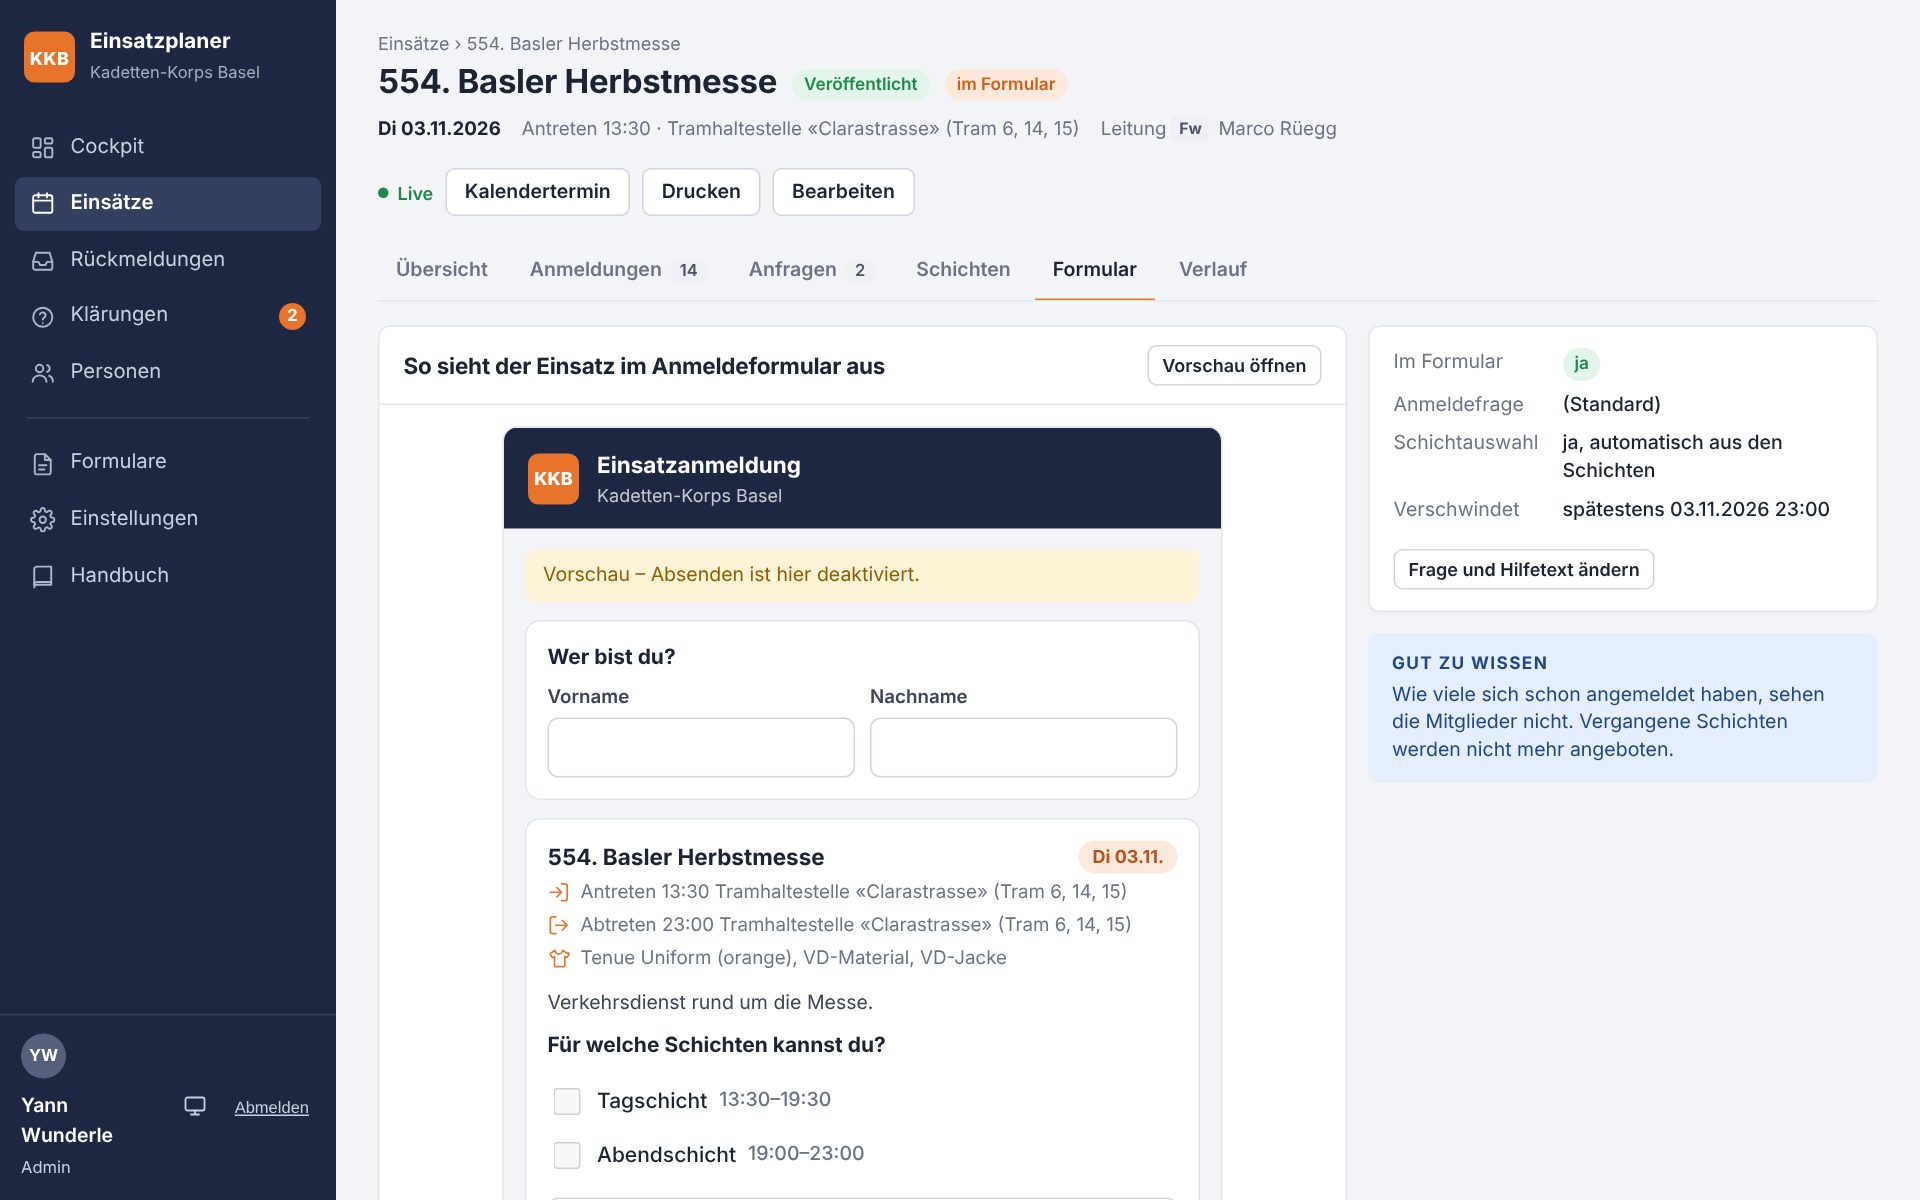 KKB
Einsatzplaner
Kadetten-Korps Basel
Cockpit
Einsätze
Rückmeldungen
Klärungen 2
Personen
Formulare
Einstellungen
Handbuch
YW
Yann
Wunderle
Abmelden
Admin
Einsätze › 554. Basler Herbstmesse
554. Basler Herbstmesse Veröffentlicht im Formular
Di 03.11.2026 Antreten 13:30 · Tramhaltestelle «Clarastrasse» (Tram 6, 14, 15) Leitung Fw Marco Rüegg
Live Kalendertermin Drucken Bearbeiten
Übersicht Anmeldungen 14 Anfragen 2 Schichten Formular Verlauf
So sieht der Einsatz im Anmeldeformular aus Vorschau öffnen
KKB
Einsatzanmeldung
Kadetten-Korps Basel
Vorschau – Absenden ist hier deaktiviert.
Wer bist du?
Vorname Nachname
554. Basler Herbstmesse Di 03.11.
Antreten 13:30 Tramhaltestelle «Clarastrasse» (Tram 6, 14, 15)
Abtreten 23:00 Tramhaltestelle «Clarastrasse» (Tram 6, 14, 15)
Tenue Uniform (orange), VD-Material, VD-Jacke
Verkehrsdienst rund um die Messe.
Für welche Schichten kannst du?
Tagschicht 13:30–19:30
Abendschicht 19:00–23:00
Im Formular ja
Anmeldefrage (Standard)
Schichtauswahl ja, automatisch aus den
Schichten
Verschwindet spätestens 03.11.2026 23:00
Frage und Hilfetext ändern
GUT ZU WISSEN
Wie viele sich schon angemeldet haben, sehen
die Mitglieder nicht. Vergangene Schichten
werden nicht mehr angeboten.